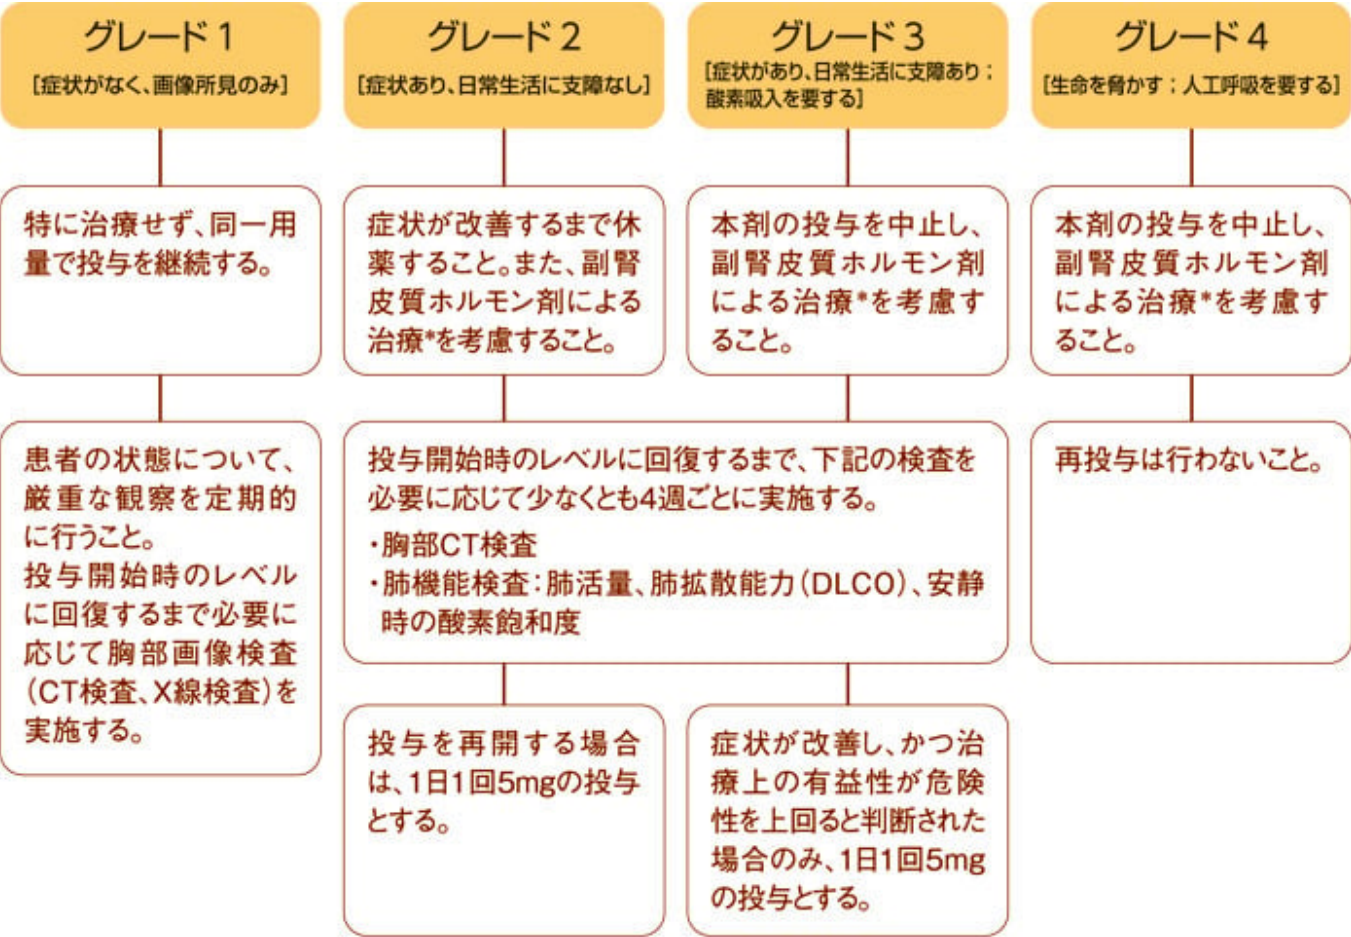 グレード1
[症状がなく、画像所見のみ]
特に治療せず、同一用
量で投与を継続する。
患者の状態について、
厳重な観察を定期的
に行うこと。
投与開始時のレベル
に回復するまで必要に
応じて胸部画像検査
(CT検査、X線検査)を
実施する。
グレード2
[症状あり、日常生活に支障なし]
症状が改善するまで休
薬すること。また、副腎
皮質ホルモン剤による
治療*を考慮すること。
グレード3
[症状があり、日常生活に支障あり;
酸素吸入を要する]
本剤の投与を中止し、
副腎皮質ホルモン剤
による治療*を考慮す
ること。
投与開始時のレベルに回復するまで、下記の検査を
必要に応じて少なくとも4週ごとに実施する。
・胸部CT検査
・肺機能検査:肺活量、肺拡散能力(DLCO)、安静
時の酸素飽和度
投与を再開する場合
は、1日1回5mgの投与
とする。
症状が改善し、かつ治
療上の有益性が危険
性を上回ると判断された
場合のみ、1日1回5mg
の投与とする。
グレード4
[生命を脅かす;人工呼吸を要する]
本剤の投与を中止し、
副腎皮質ホルモン剤
による治療*を考慮す
ること。
再投与は行わないこと。